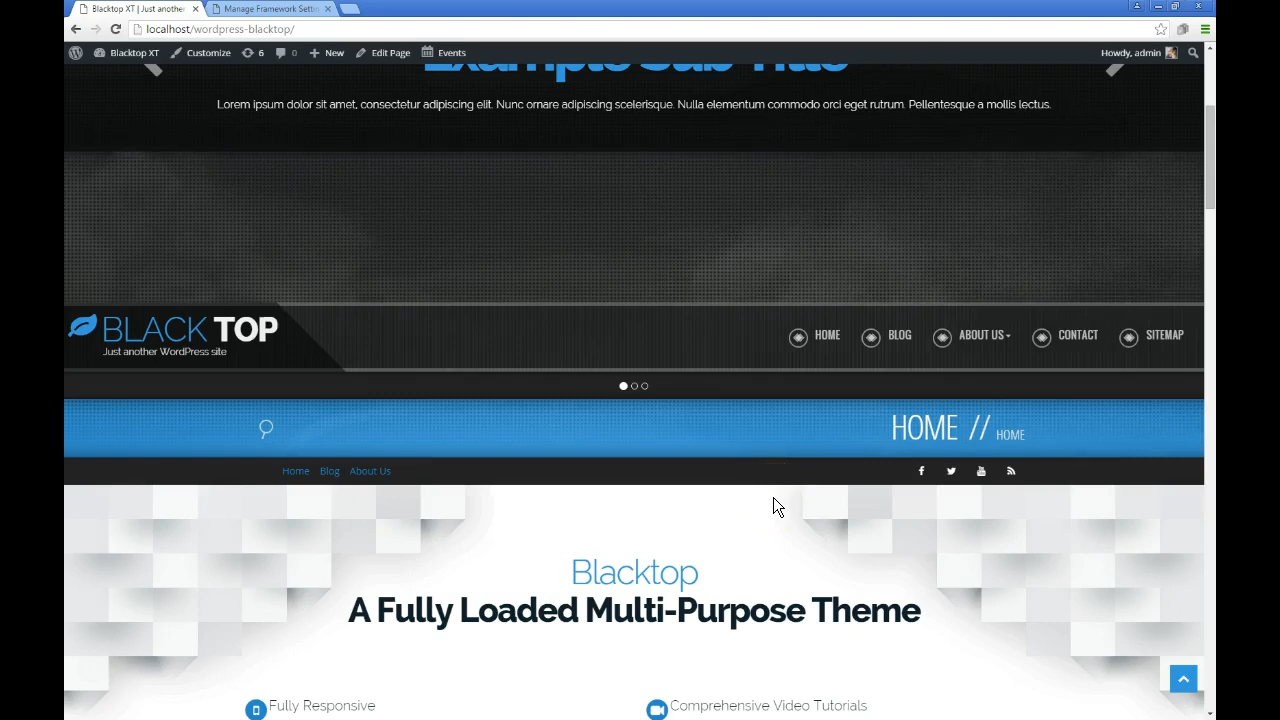 Blacktop XT | Just another
Manage Framework Settin
localhost/wordpress-blacktop/
Blacktop XT Customize 6 0 New Edit Page Events Howdy, admin
Example Sub Title
Lorem ipsum dolor sit amet, consectetur adipiscing elit. Nunc ornare adipiscing scelerisque. Nulla elementum commodo orci eget rutrum. Pellentesque a mollis lectus.
BLACK TOP
Just another WordPress site
HOME BLOG ABOUT US CONTACT SITEMAP
HOME // HOME
Home Blog About Us
Blacktop
A Fully Loaded Multi-Purpose Theme
Fully Responsive
Comprehensive Video Tutorials